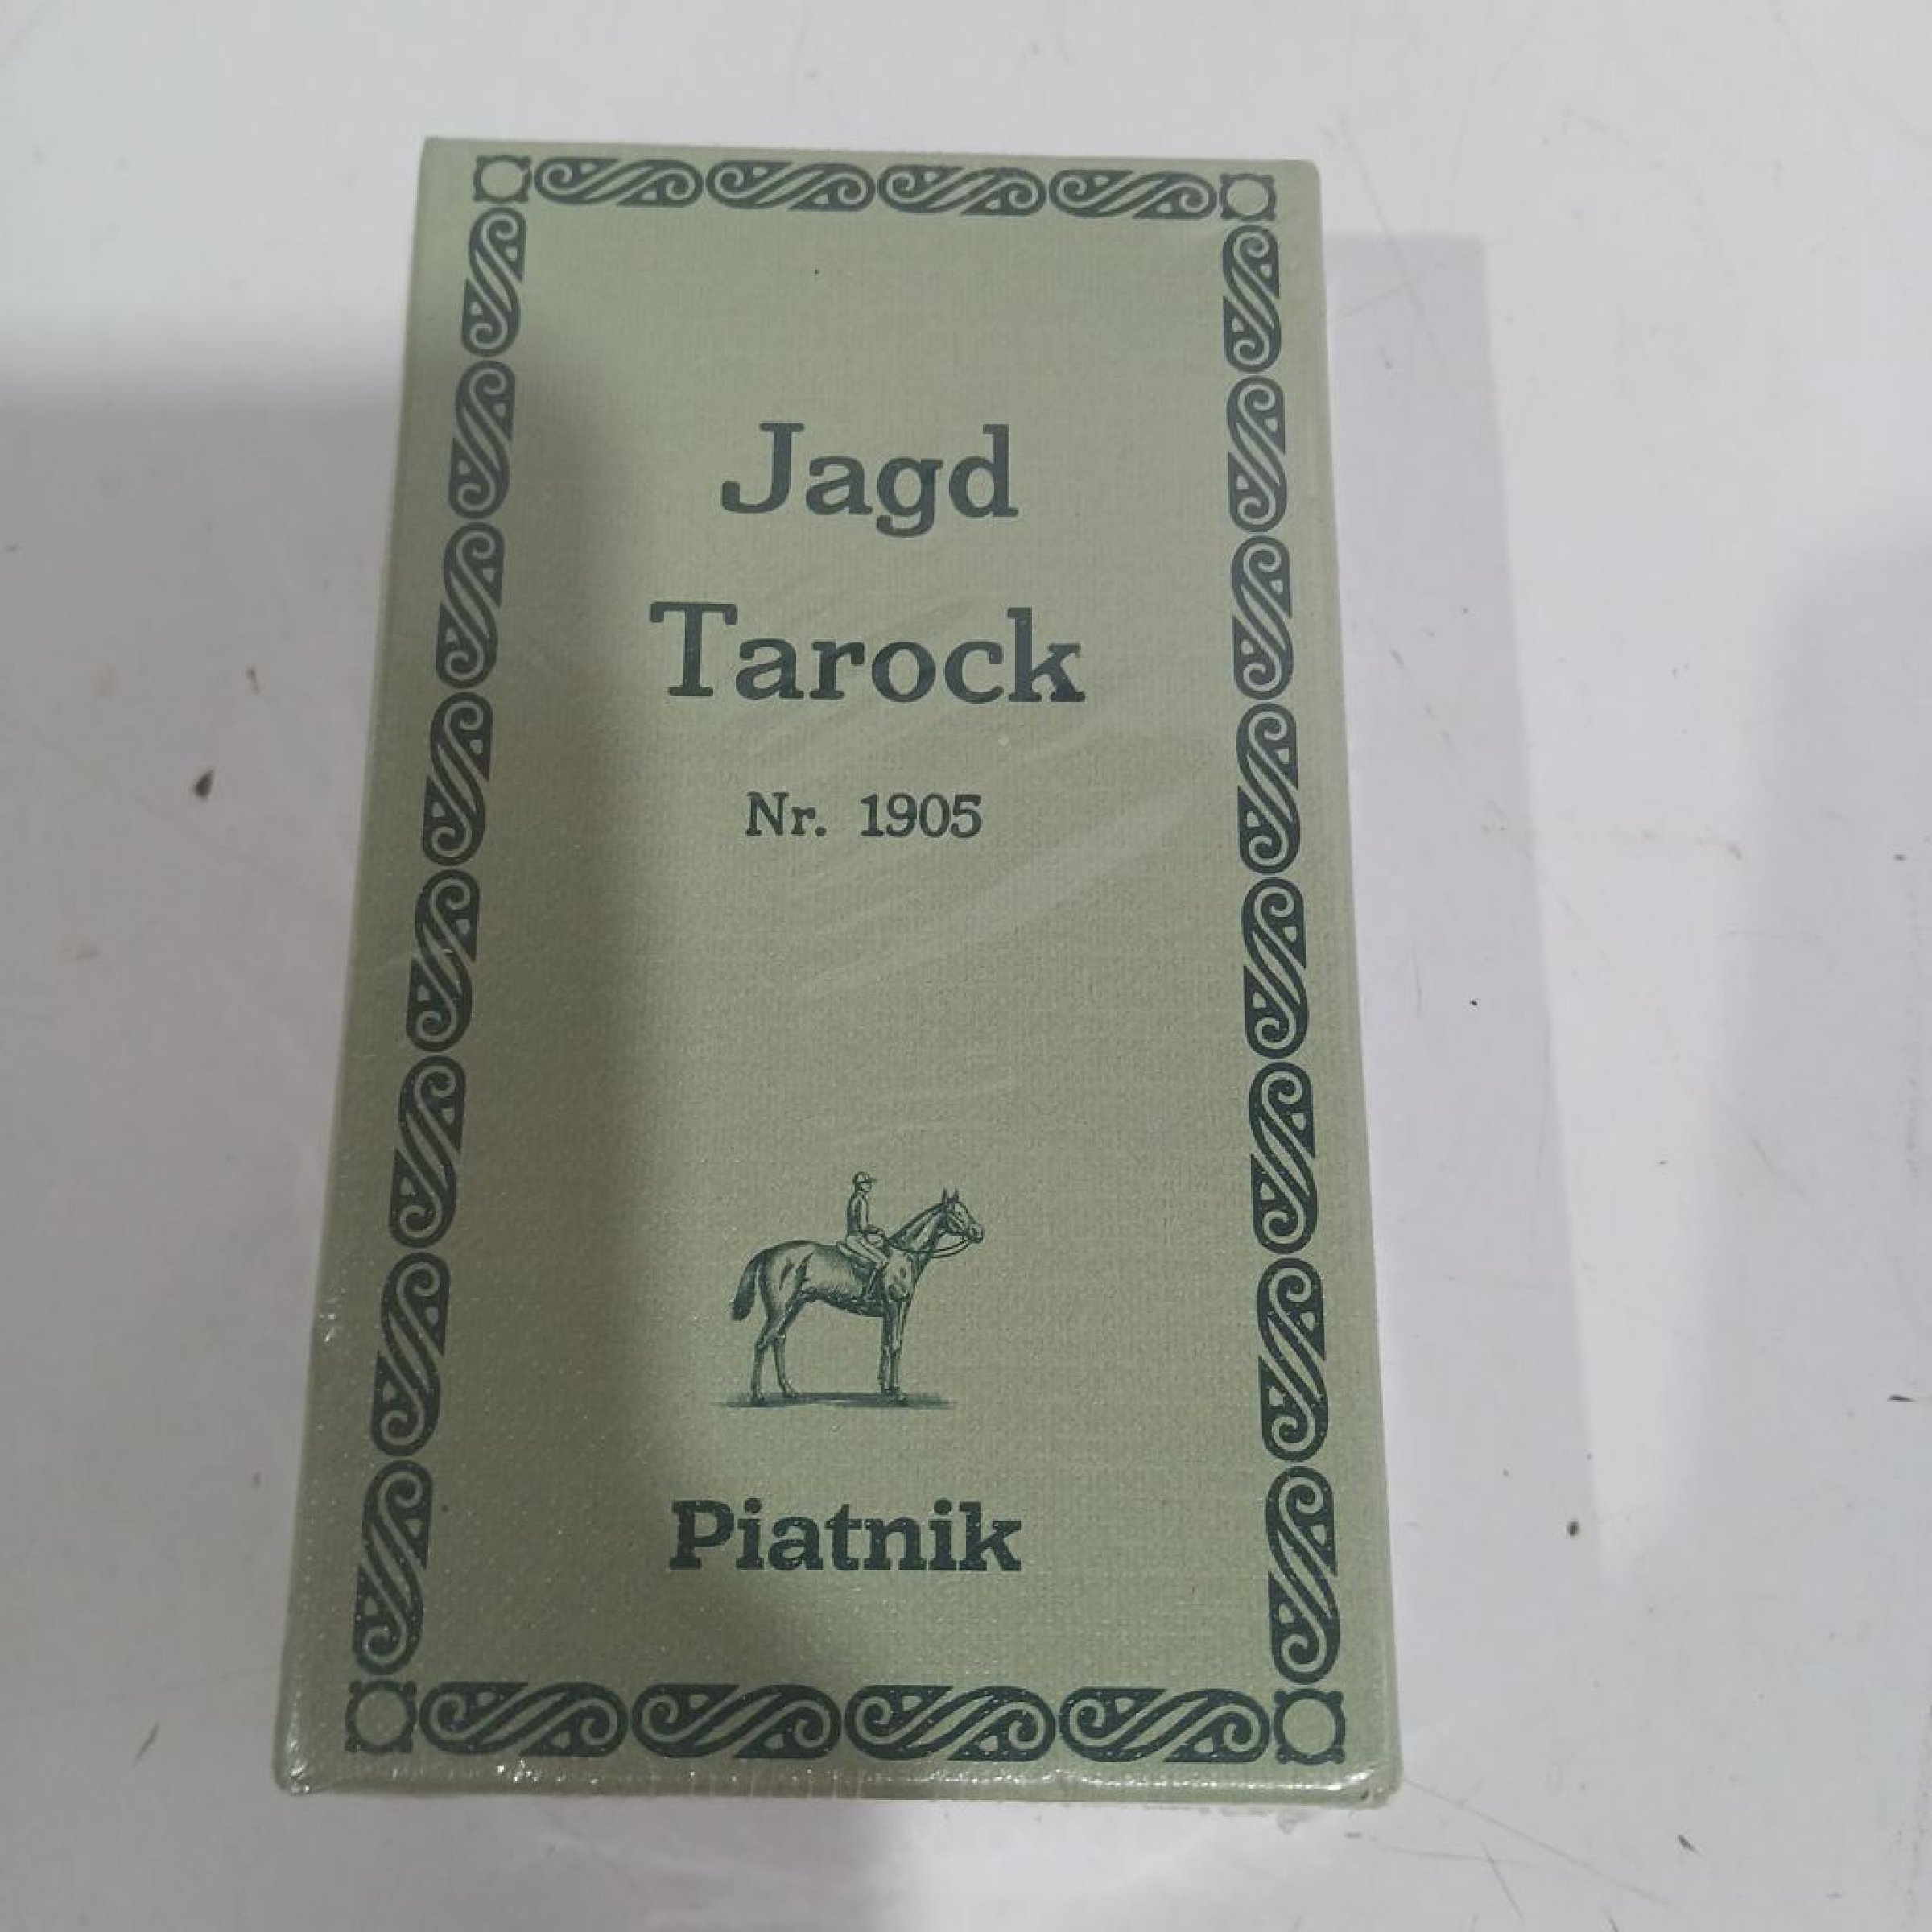 Jagd
Tarock
Nr. 1905
Piatnik